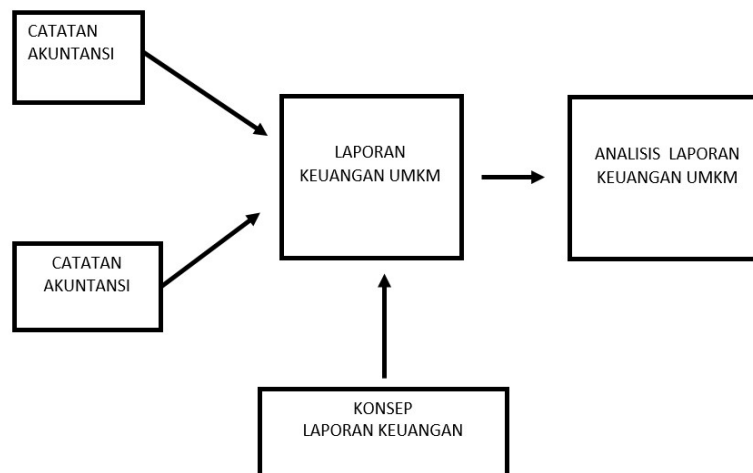 CATATAN
AKUNTANSI
LAPORAN
KEUANGAN UMKM
ANALISIS LAPORAN
KEUANGAN UMKM
CATATAN
AKUNTANSI
KONSEP
LAPORAN KEUANGAN